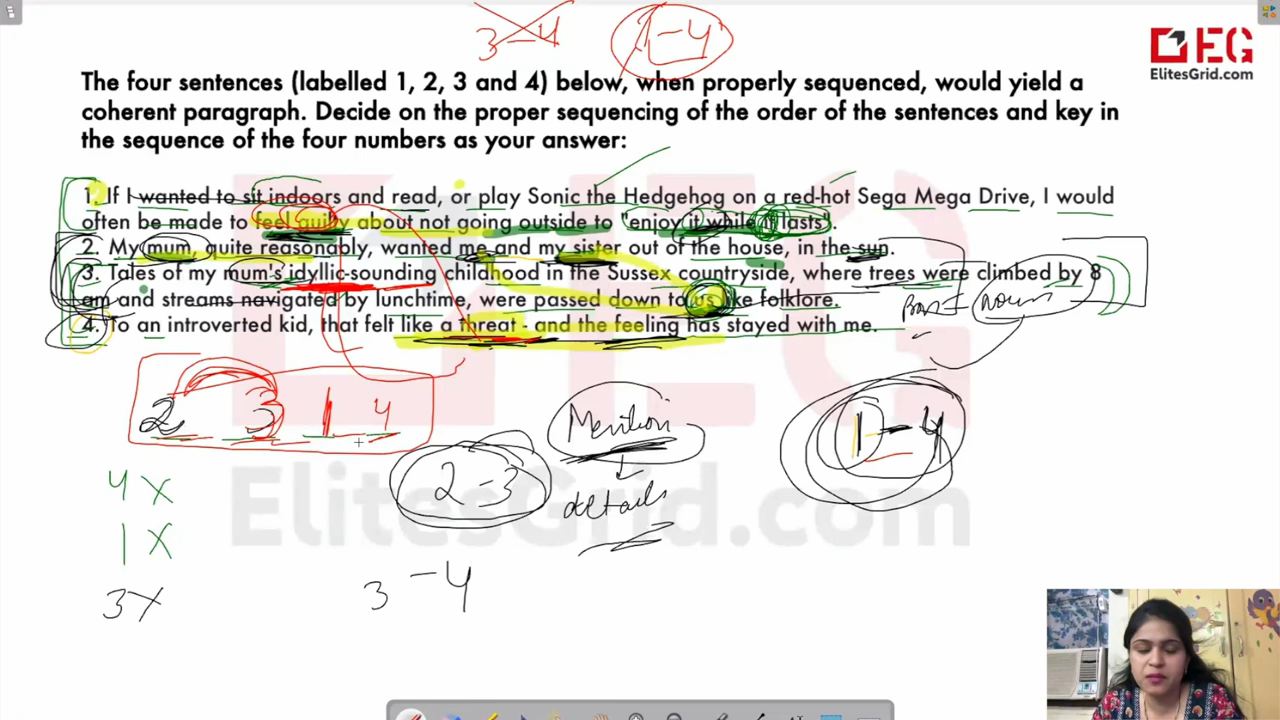 3-4
1-4
EG
ElitesGrid.com
The four sentences (labelled 1, 2, 3 and 4) below, when properly sequenced, would yield a
coherent paragraph. Decide on the proper sequencing of the order of the sentences and key in
the sequence of the four numbers as your answer:
1. If I wanted to sit indoors and read, or play Sonic the Hedgehog on a red-hot Sega Mega Drive, I would
often be made to feel guilty about not going outside to "enjoy it while it lasts".
2. My mum, quite reasonably, wanted me and my sister out of the house, in the sun.
3. Tales of my mum's idyllic-sounding childhood in the Sussex countryside, where trees were climbed by 8
am and streams navigated by lunchtime, were passed down to us like folklore.
4. To an introverted kid, that felt like a threat - and the feeling has stayed with me.
noun
2 3 1 4
Mention
1-4
2-3
details
4 X
1 X
3 X
3-4
EG
ElitesGrid.com